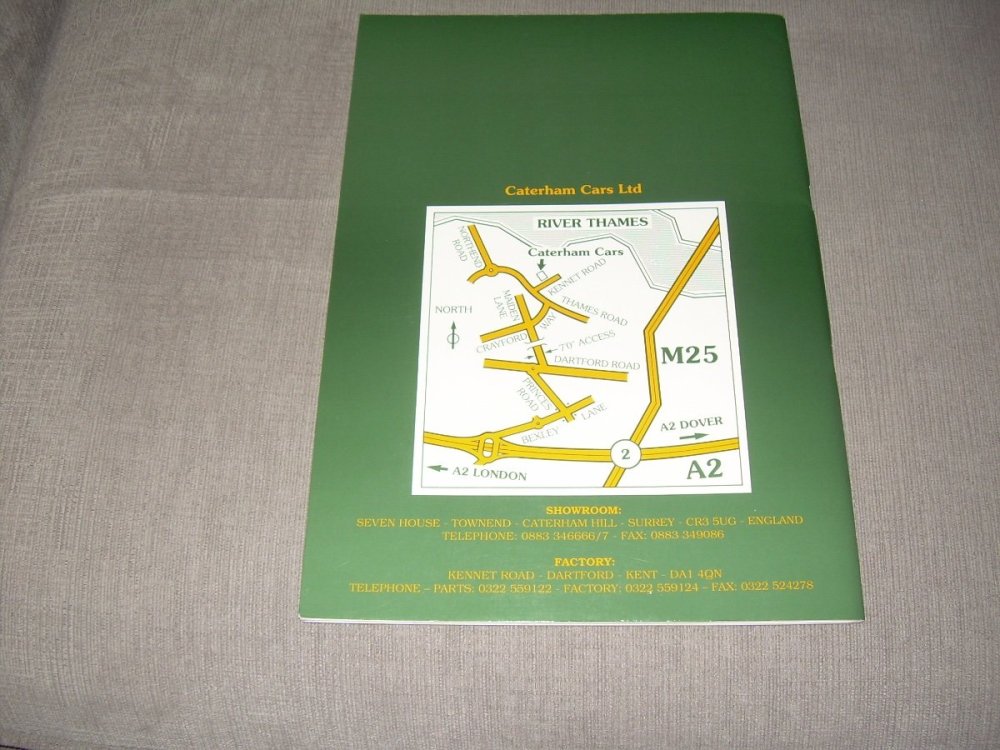 Caterham Cars Ltd
RIVER THAMES
NORTHEND
ROAD
Caterham Cars
KENNET ROAD
MAIDEN
LANE
THAMES ROAD
NORTH
CRAYFORD WAY
7'0" ACCESS
DARTFORD ROAD
M25
PRINCES
ROAD
BEXLEY LANE
A2 DOVER
2
A2
A2 LONDON
SHOWROOM:
SEVEN HOUSE - TOWNEND - CATERHAM HILL - SURREY - CR3 5UG - ENGLAND
TELEPHONE: 0883 346666/7 - FAX: 0883 349086
FACTORY:
KENNET ROAD - DARTFORD - KENT - DA1 4QN
TELEPHONE – PARTS: 0322 559122 - FACTORY: 0322 559124 – FAX: 0322 524278